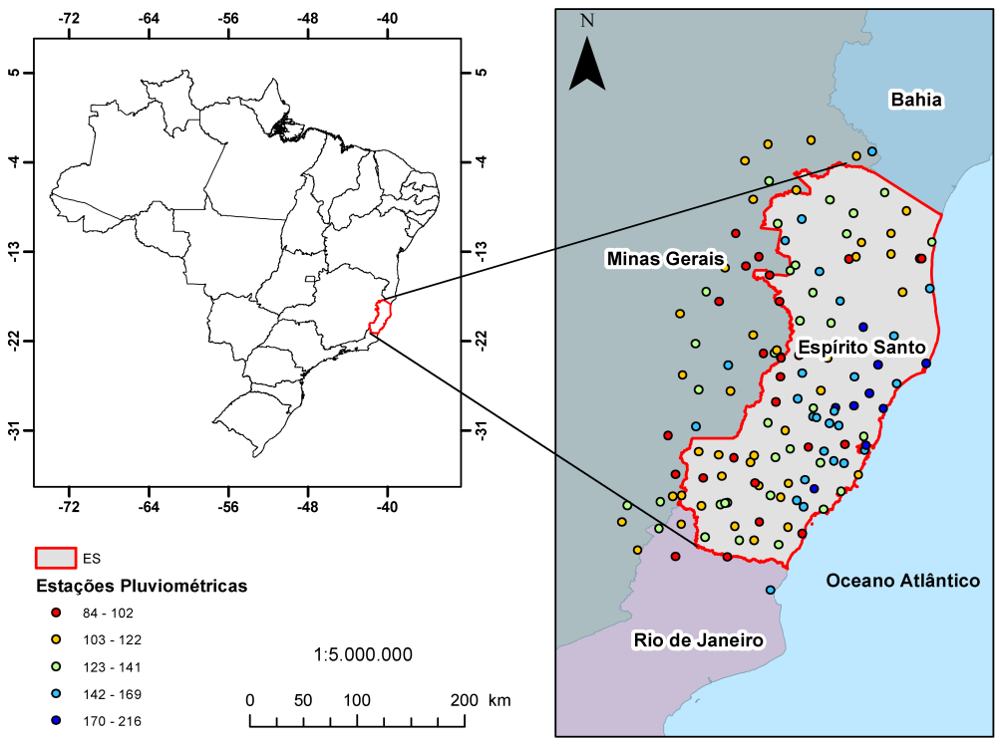 -72 -64 -56 -48 -40
5 5
-4 -4
-13 -13
-22 -22
-31 -31
-72 -64 -56 -48 -40
N
Bahia
Minas Gerais
Espírito Santo
Oceano Atlântico
Rio de Janeiro
ES
Estações Pluviométricas
84 - 102
103 - 122
123 - 141
142 - 169
170 - 216
1:5.000.000
0 50 100 200 km